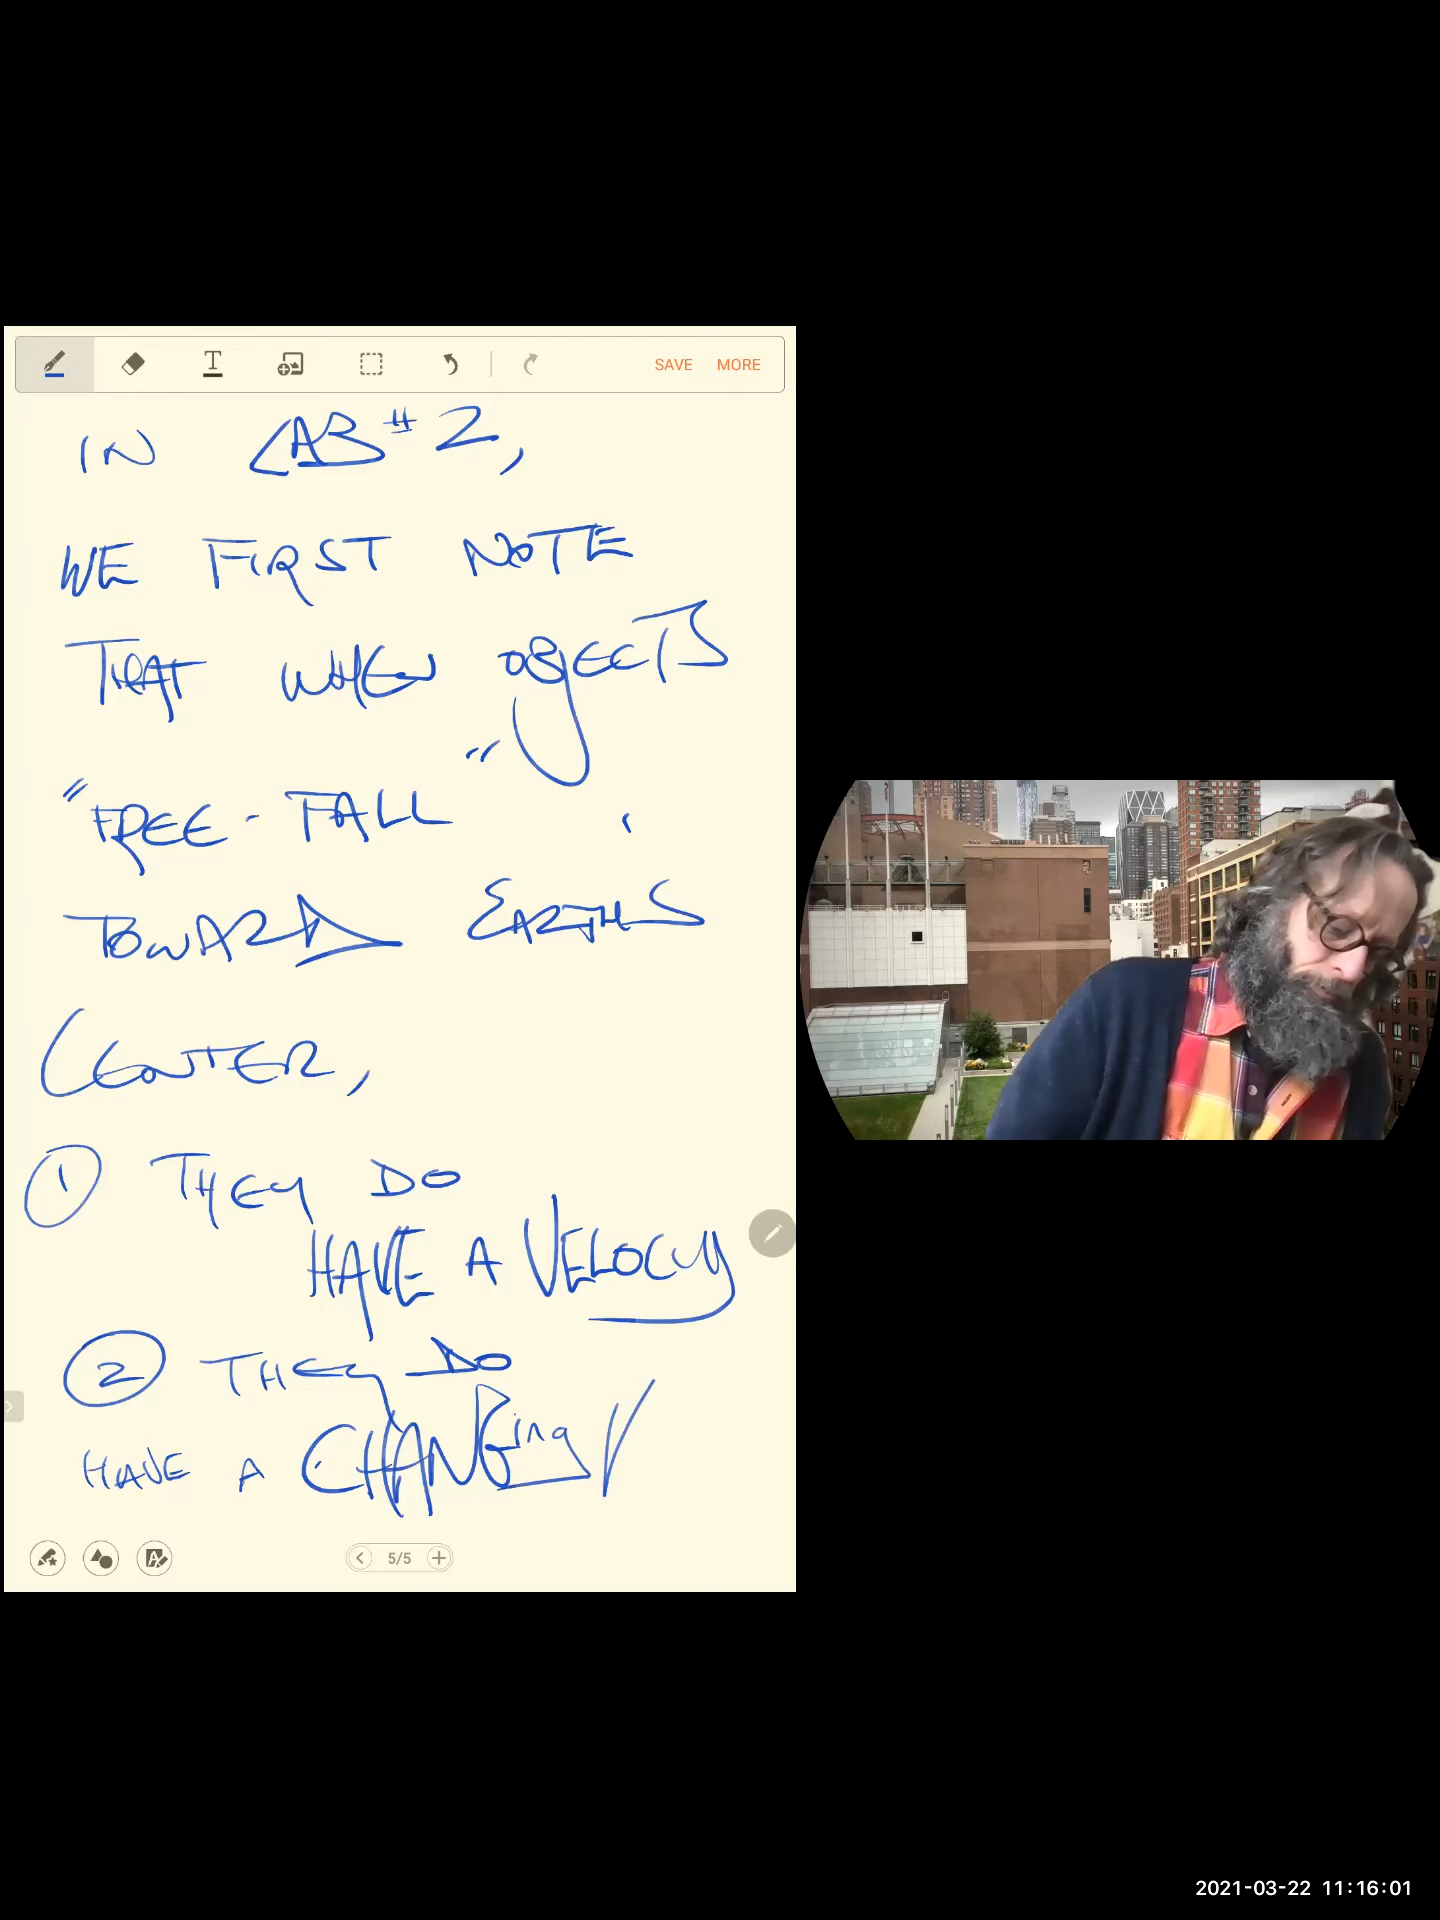 SAVE MORE
IN LAB #2,
WE FIRST NOTE
THAT WHEN OBJECTS
"FREE-FALL"
TOWARD EARTH'S
CENTER,
① THEY DO
HAVE A VELOCITY
② THEY DO
HAVE A CHANGing V
5/5
2021-03-22 11:16:01